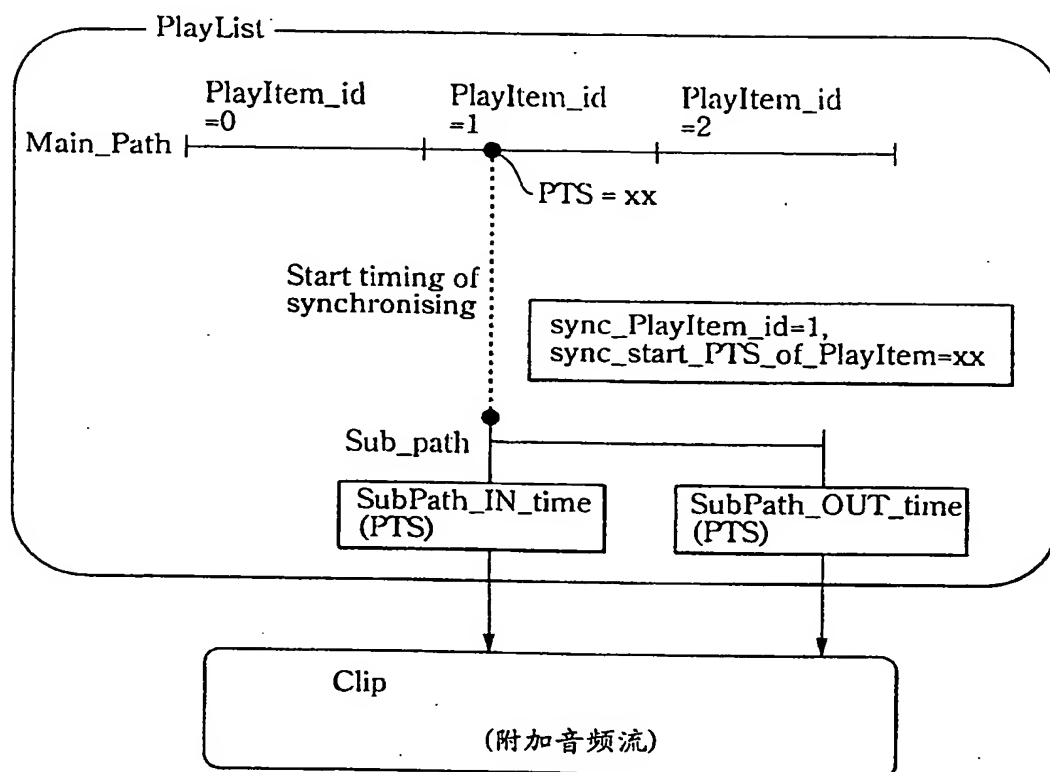 PlayList
PlayItem_id
=0
PlayItem_id
=1
PlayItem_id
=2
Main_Path
PTS = xx
Start timing of
synchronising
sync_PlayItem_id=1,
sync_start_PTS_of_PlayItem=xx
Sub_path
SubPath_IN_time
(PTS)
SubPath_OUT_time
(PTS)
Clip
(附加音频流)